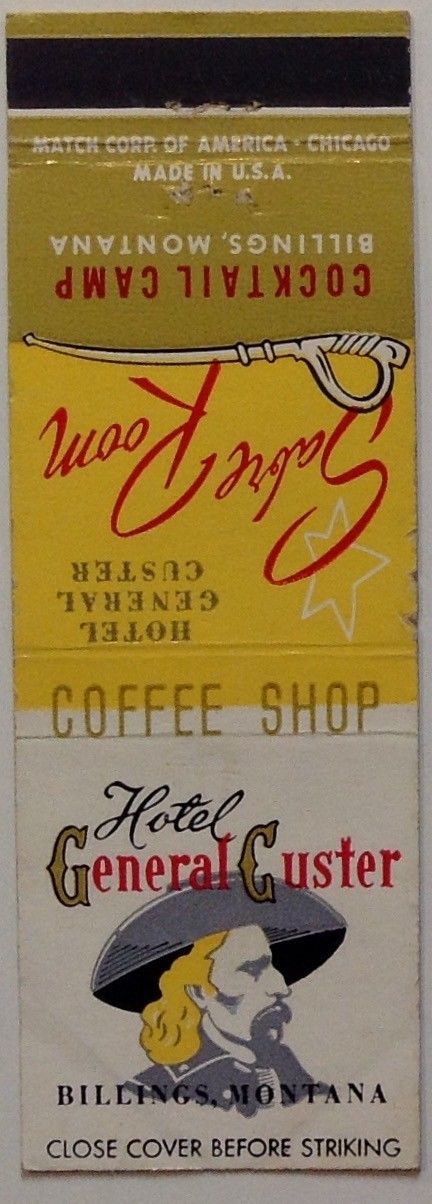 MATCH CORP. OF AMERICA - CHICAGO
MADE IN U.S.A.
HOTEL
GENERAL
CUSTER
Sabre Room
COCKTAIL CAMP
BILLINGS, MONTANA
COFFEE SHOP
Hotel
General Custer
BILLINGS, MONTANA
CLOSE COVER BEFORE STRIKING